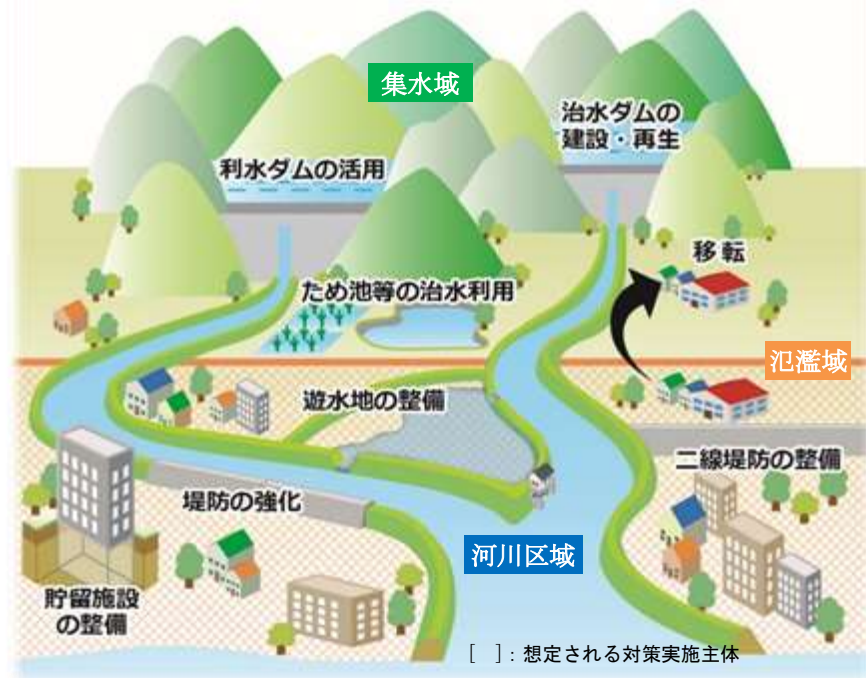 集水域
治水ダムの
建設・再生
利水ダムの活用
移転
ため池等の治水利用
氾濫域
遊水地の整備
二線堤防の整備
堤防の強化
河川区域
貯留施設
の整備
［　］：想定される対策実施主体